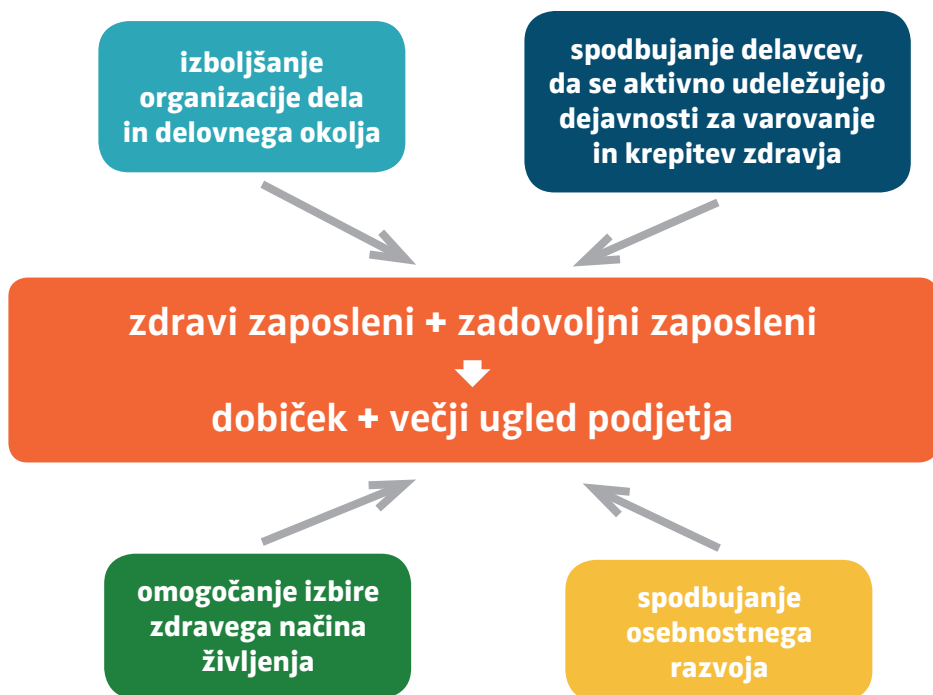 izboljšanje
organizacije dela
in delovnega okolja
spodbujanje delavcev,
da se aktivno udeležujejo
dejavnosti za varovanje
in krepitev zdravja
zdravi zaposleni + zadovoljni zaposleni
dobiček + večji ugled podjetja
omogočanje izbire
zdravega načina
življenja
spodbujanje
osebnostnega
razvoja